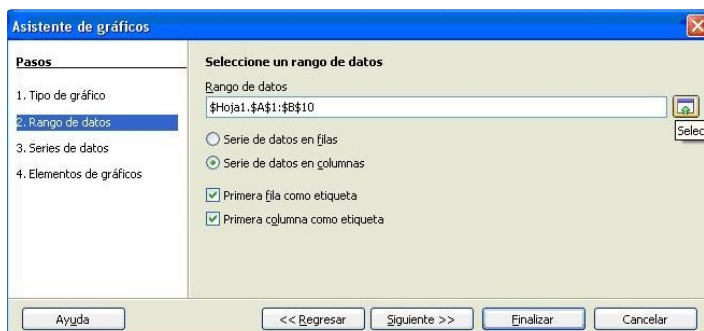 Asistente de gráficos
Pasos
1. Tipo de gráfico
2. Rango de datos
3. Series de datos
4. Elementos de gráficos
Seleccione un rango de datos
Rango de datos
$Hoja1.$A$1:$B$10
Selec
Serie de datos en filas
Serie de datos en columnas
Primera fila como etiqueta
Primera columna como etiqueta
Ayuda
<< Regresar
Siguiente >>
Finalizar
Cancelar